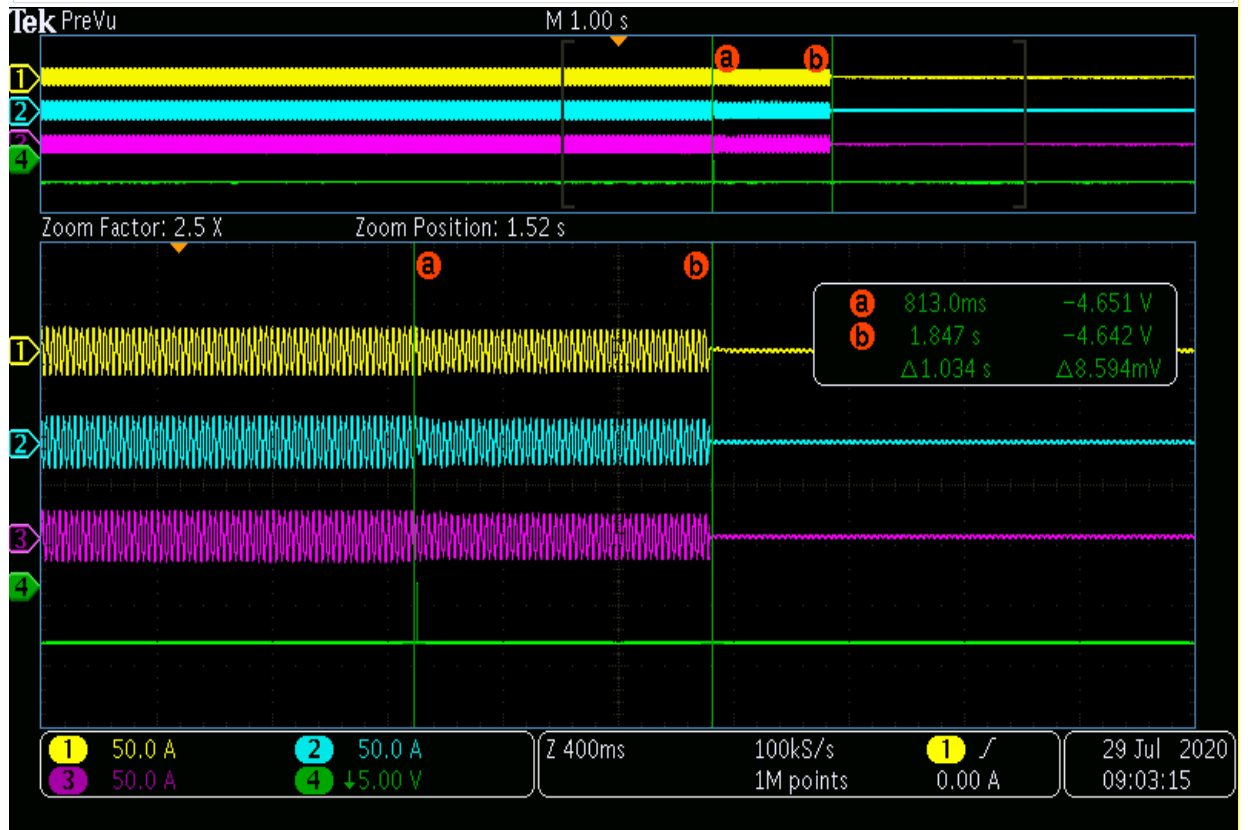 Tek PreVu M 1.00 s
a b
1
2
3
4
Zoom Factor: 2.5 X Zoom Position: 1.52 s
a b
a 813.0ms −4.651 V
b 1.847 s −4.642 V
△1.034 s △8.594mV
1
2
3
4
1 50.0 A 2 50.0 A Z 400ms 100kS/s 1 29 Jul 2020
3 50.0 A 4 ↓5.00 V 1M points 0.00 A 09:03:15